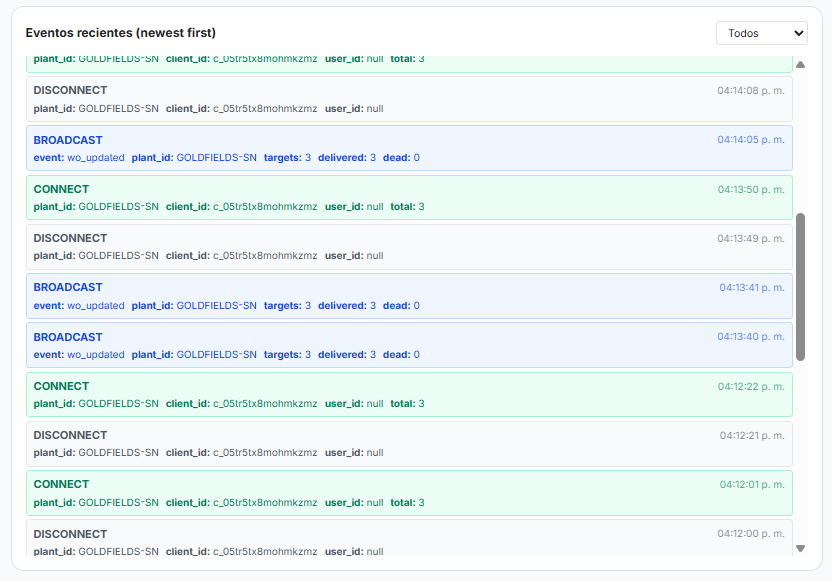 Eventos recientes (newest first)
Todos
plant_id: GOLDFIELDS-SN client_id: c_05tr5tx8mohmkzmz user_id: null total: 3
DISCONNECT 04:14:08 p. m.
plant_id: GOLDFIELDS-SN client_id: c_05tr5tx8mohmkzmz user_id: null
BROADCAST 04:14:05 p. m.
event: wo_updated plant_id: GOLDFIELDS-SN targets: 3 delivered: 3 dead: 0
CONNECT 04:13:50 p. m.
plant_id: GOLDFIELDS-SN client_id: c_05tr5tx8mohmkzmz user_id: null total: 3
DISCONNECT 04:13:49 p. m.
plant_id: GOLDFIELDS-SN client_id: c_05tr5tx8mohmkzmz user_id: null
BROADCAST 04:13:41 p. m.
event: wo_updated plant_id: GOLDFIELDS-SN targets: 3 delivered: 3 dead: 0
BROADCAST 04:13:40 p. m.
event: wo_updated plant_id: GOLDFIELDS-SN targets: 3 delivered: 3 dead: 0
CONNECT 04:12:22 p. m.
plant_id: GOLDFIELDS-SN client_id: c_05tr5tx8mohmkzmz user_id: null total: 3
DISCONNECT 04:12:21 p. m.
plant_id: GOLDFIELDS-SN client_id: c_05tr5tx8mohmkzmz user_id: null
CONNECT 04:12:01 p. m.
plant_id: GOLDFIELDS-SN client_id: c_05tr5tx8mohmkzmz user_id: null total: 3
DISCONNECT 04:12:00 p. m.
plant_id: GOLDFIELDS-SN client_id: c_05tr5tx8mohmkzmz user_id: null